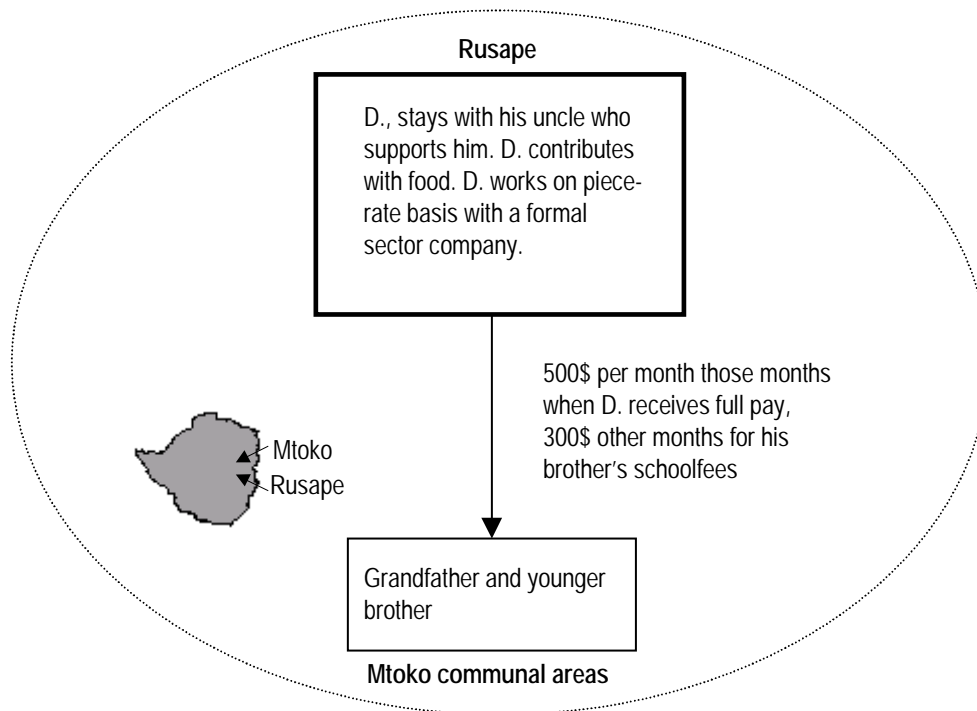 Rusape
D., stays with his uncle who
supports him. D. contributes
with food. D. works on piece-
rate basis with a formal
sector company.
500$ per month those months
when D. receives full pay,
300$ other months for his
brother's schoolfees
Mtoko
Rusape
Grandfather and younger
brother
Mtoko communal areas